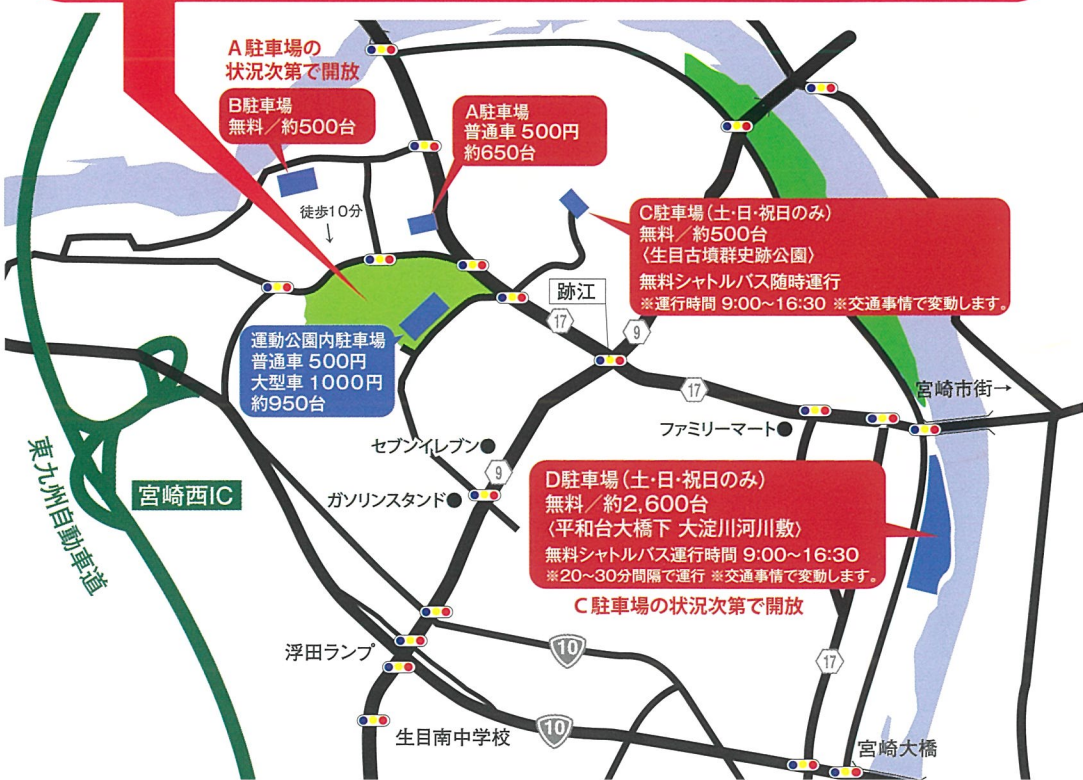 A駐車場の
状況次第で開放
B駐車場
無料/約500台
A駐車場
普通車 500円
約650台
徒歩10分
↓
C駐車場(土・日・祝日のみ)
無料/約500台
〈生目古墳群史跡公園〉
無料シャトルバス随時運行
※運行時間 9:00〜16:30 ※交通事情で変動します。
跡江
17
9
運動公園内駐車場
普通車 500円
大型車 1000円
約950台
17
宮崎市街→
ファミリーマート●
セブンイレブン●
9
ガソリンスタンド●
宮崎西IC
東九州自動車道
D駐車場(土・日・祝日のみ)
無料/約2,600台
〈平和台大橋下 大淀川河川敷〉
無料シャトルバス運行時間 9:00〜16:30
※20〜30分間隔で運行 ※交通事情で変動します。
C駐車場の状況次第で開放
浮田ランプ
10
17
生目南中学校
10
宮崎大橋